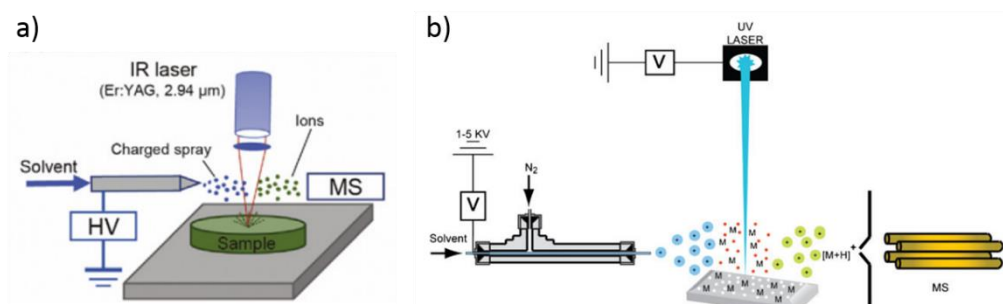 a)
IR laser
(Er:YAG, 2.94 µm)
Ions
Charged spray
Solvent
MS
HV
Sample
b)
UV
LASER
V
1-5 KV
N₂
V
Solvent
M M
M M
M
M M
[M+H]⁺
M M M M
M M M M
MS